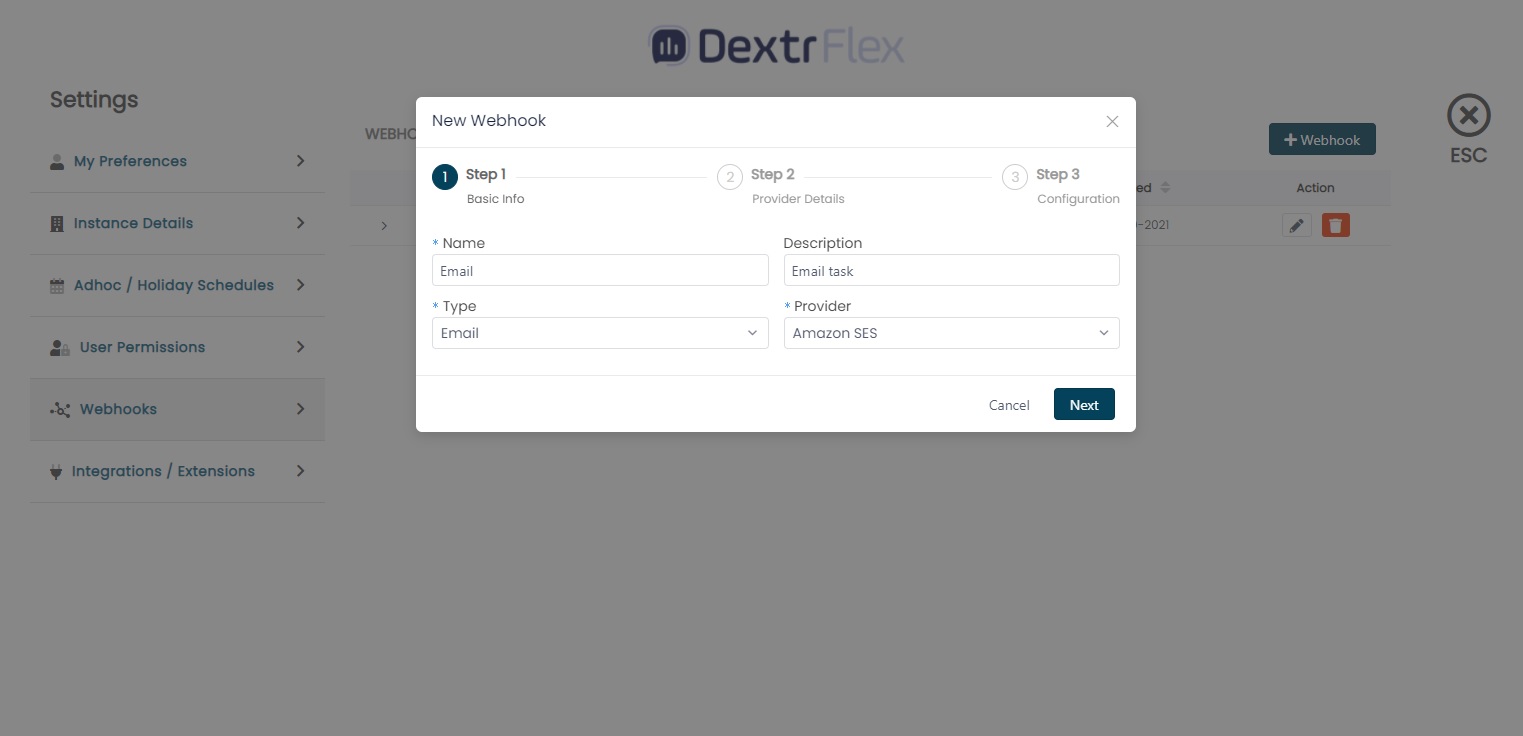 DextrFlex
Settings
New Webhook
ESC
WEBHO
+ Webhook
My Preferences
Instance Details
Adhoc / Holiday Schedules
User Permissions
Webhooks
Integrations / Extensions
1 Step 1
Basic Info
2 Step 2
Provider Details
3 Step 3
Configuration
ed Action
-2021
* Name
Email
Description
Email task
* Type
Email
* Provider
Amazon SES
Cancel Next